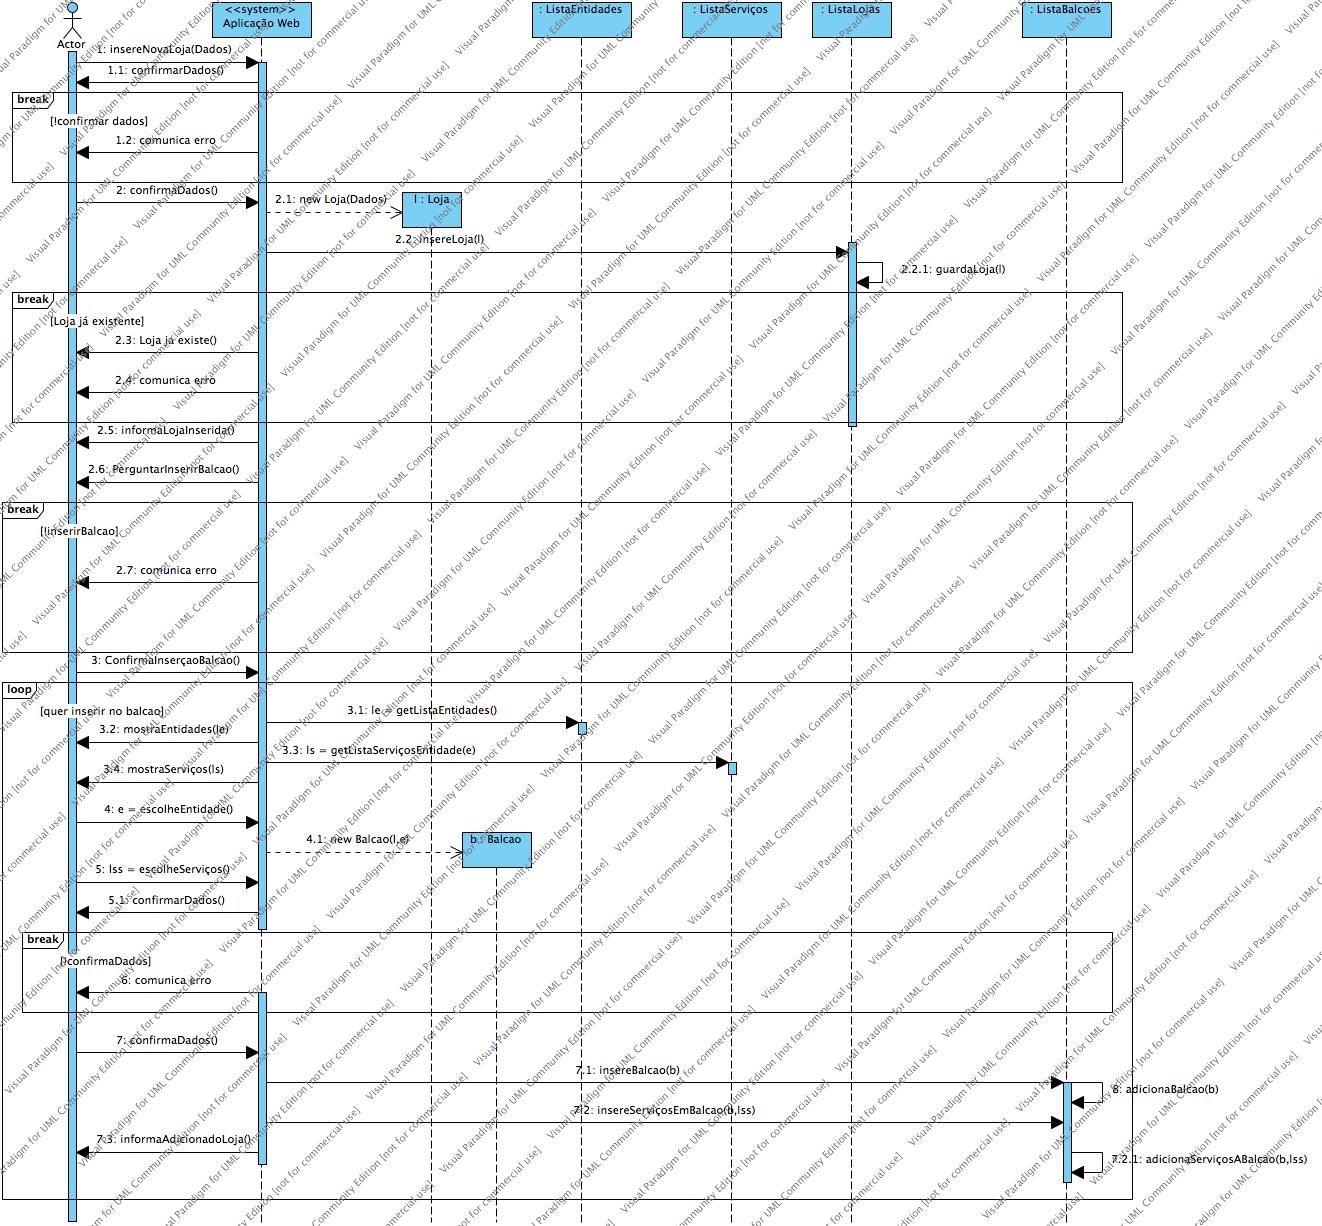 <<system>>
Aplicação Web
: ListaEntidades
: ListaServiços
: ListaLojas
: ListaBalcoes
Actor
1: insereNovaLoja(Dados)
1.1: confirmarDados()
break
[!confirmar dados]
1.2: comunica erro
2: confirmaDados()
2.1: new Loja(Dados)
l : Loja
2.2: insereLoja(l)
2.2.1: guardaLoja(l)
break
[Loja já existente]
2.3: Loja ja existe()
2.4: comunica erro
2.5: informaLojaInserida()
2.6: PerguntarInserirBalcao()
break
[!inserirBalcao]
2.7: comunica erro
3: ConfirmaInserçaoBalcao()
loop
[quer inserir no balcao]
3.1: le = getListaEntidades()
3.2: mostraEntidades(le)
3.3: ls = getListaServiçosEntidade(e)
3.4: mostraServiços(ls)
4: e = escolheEntidade()
4.1: new Balcao(l,e)
b : Balcao
5: lss = escolheServiços()
5.1: confirmarDados()
break
[!confirmaDados]
6: comunica erro
7: confirmaDados()
7.1: insereBalcao(b)
8: adicionaBalcao(b)
7.2: insereServiçosEmBalcao(b,lss)
7.3: informaAdicionadoLoja()
7.2.1: adicionaServiçosABalcao(b,lss)
Visual Paradigm for UML Community Edition [not for commercial use]